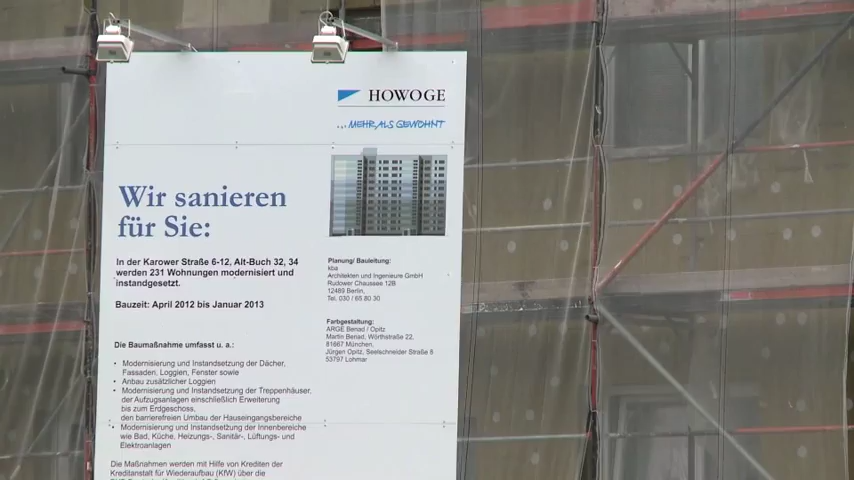 HOWOGE
...MEHR ALS GEWOHNT
Wir sanieren
für Sie:
In der Karower Straße 6-12, Alt-Buch 32, 34
werden 231 Wohnungen modernisiert und
instandgesetzt.
Bauzeit: April 2012 bis Januar 2013
Planung/ Bauleitung:
kba
Architekten und Ingenieure GmbH
Rudower Chaussee 12B
12489 Berlin,
Tel. 030 / 65 80 30
Farbgestaltung:
ARGE Benad / Opitz
Martin Benad, Wörthstraße 22,
81667 München,
Jürgen Opitz, Seelschneider Straße 8
53797 Lohmar
Die Baumaßnahme umfasst u. a.:
• Modernisierung und Instandsetzung der Dächer,
Fassaden, Loggien, Fenster sowie
• Anbau zusätzlicher Loggien
• Modernisierung und Instandsetzung der Treppenhäuser,
der Aufzugsanlagen einschließlich Erweiterung
bis zum Erdgeschoss,
den barrierefreien Umbau der Hauseingangsbereiche
• Modernisierung und Instandsetzung der Innenbereiche
wie Bad, Küche, Heizungs-, Sanitär-, Lüftungs- und
Elektroanlagen
Die Maßnahmen werden mit Hilfe von Krediten der
Kreditanstalt für Wiederaufbau (KfW) über die